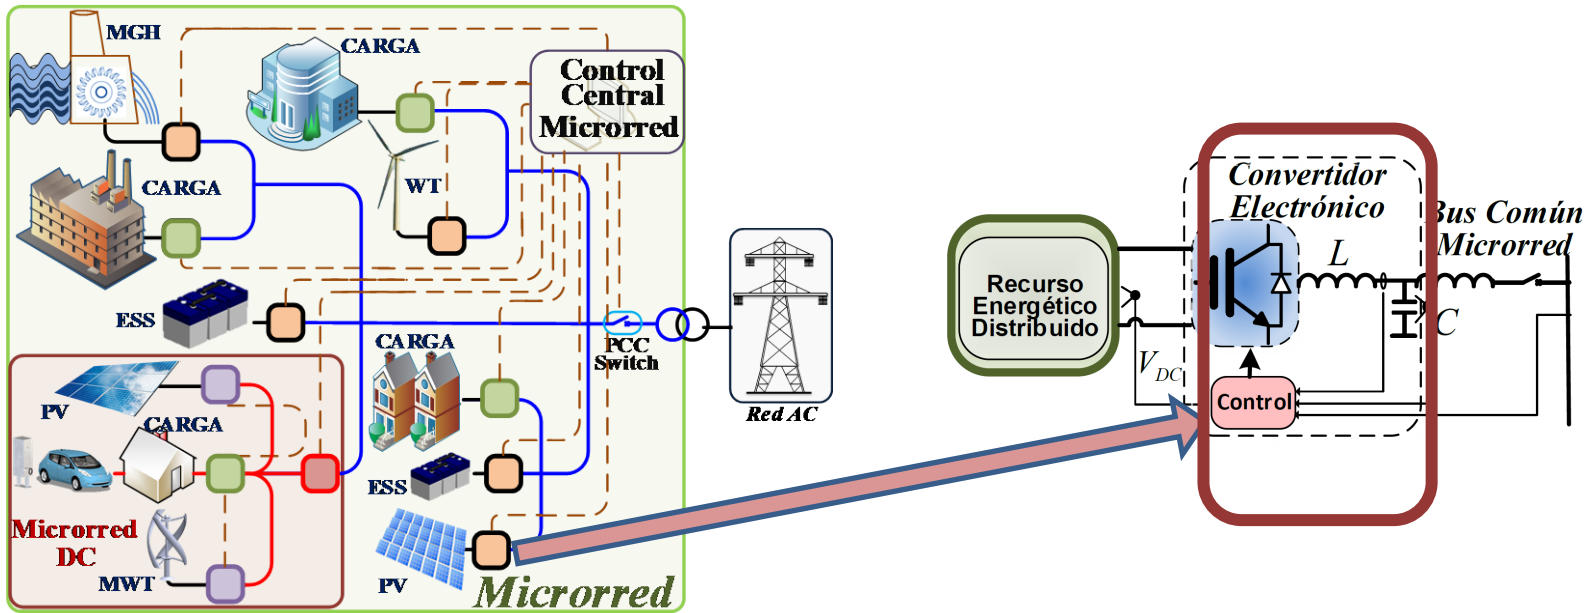 MGH
CARGA
Control
Central
Microrred
CARGA
WT
ESS
PCC
Switch
Red AC
CARGA
PV
CARGA
ESS
Microrred
DC
MWT
PV
Microrred
Recurso
Energético
Distribuido
V_DC
Convertidor
Electrónico
L
C
Control
Bus Común
Microrred